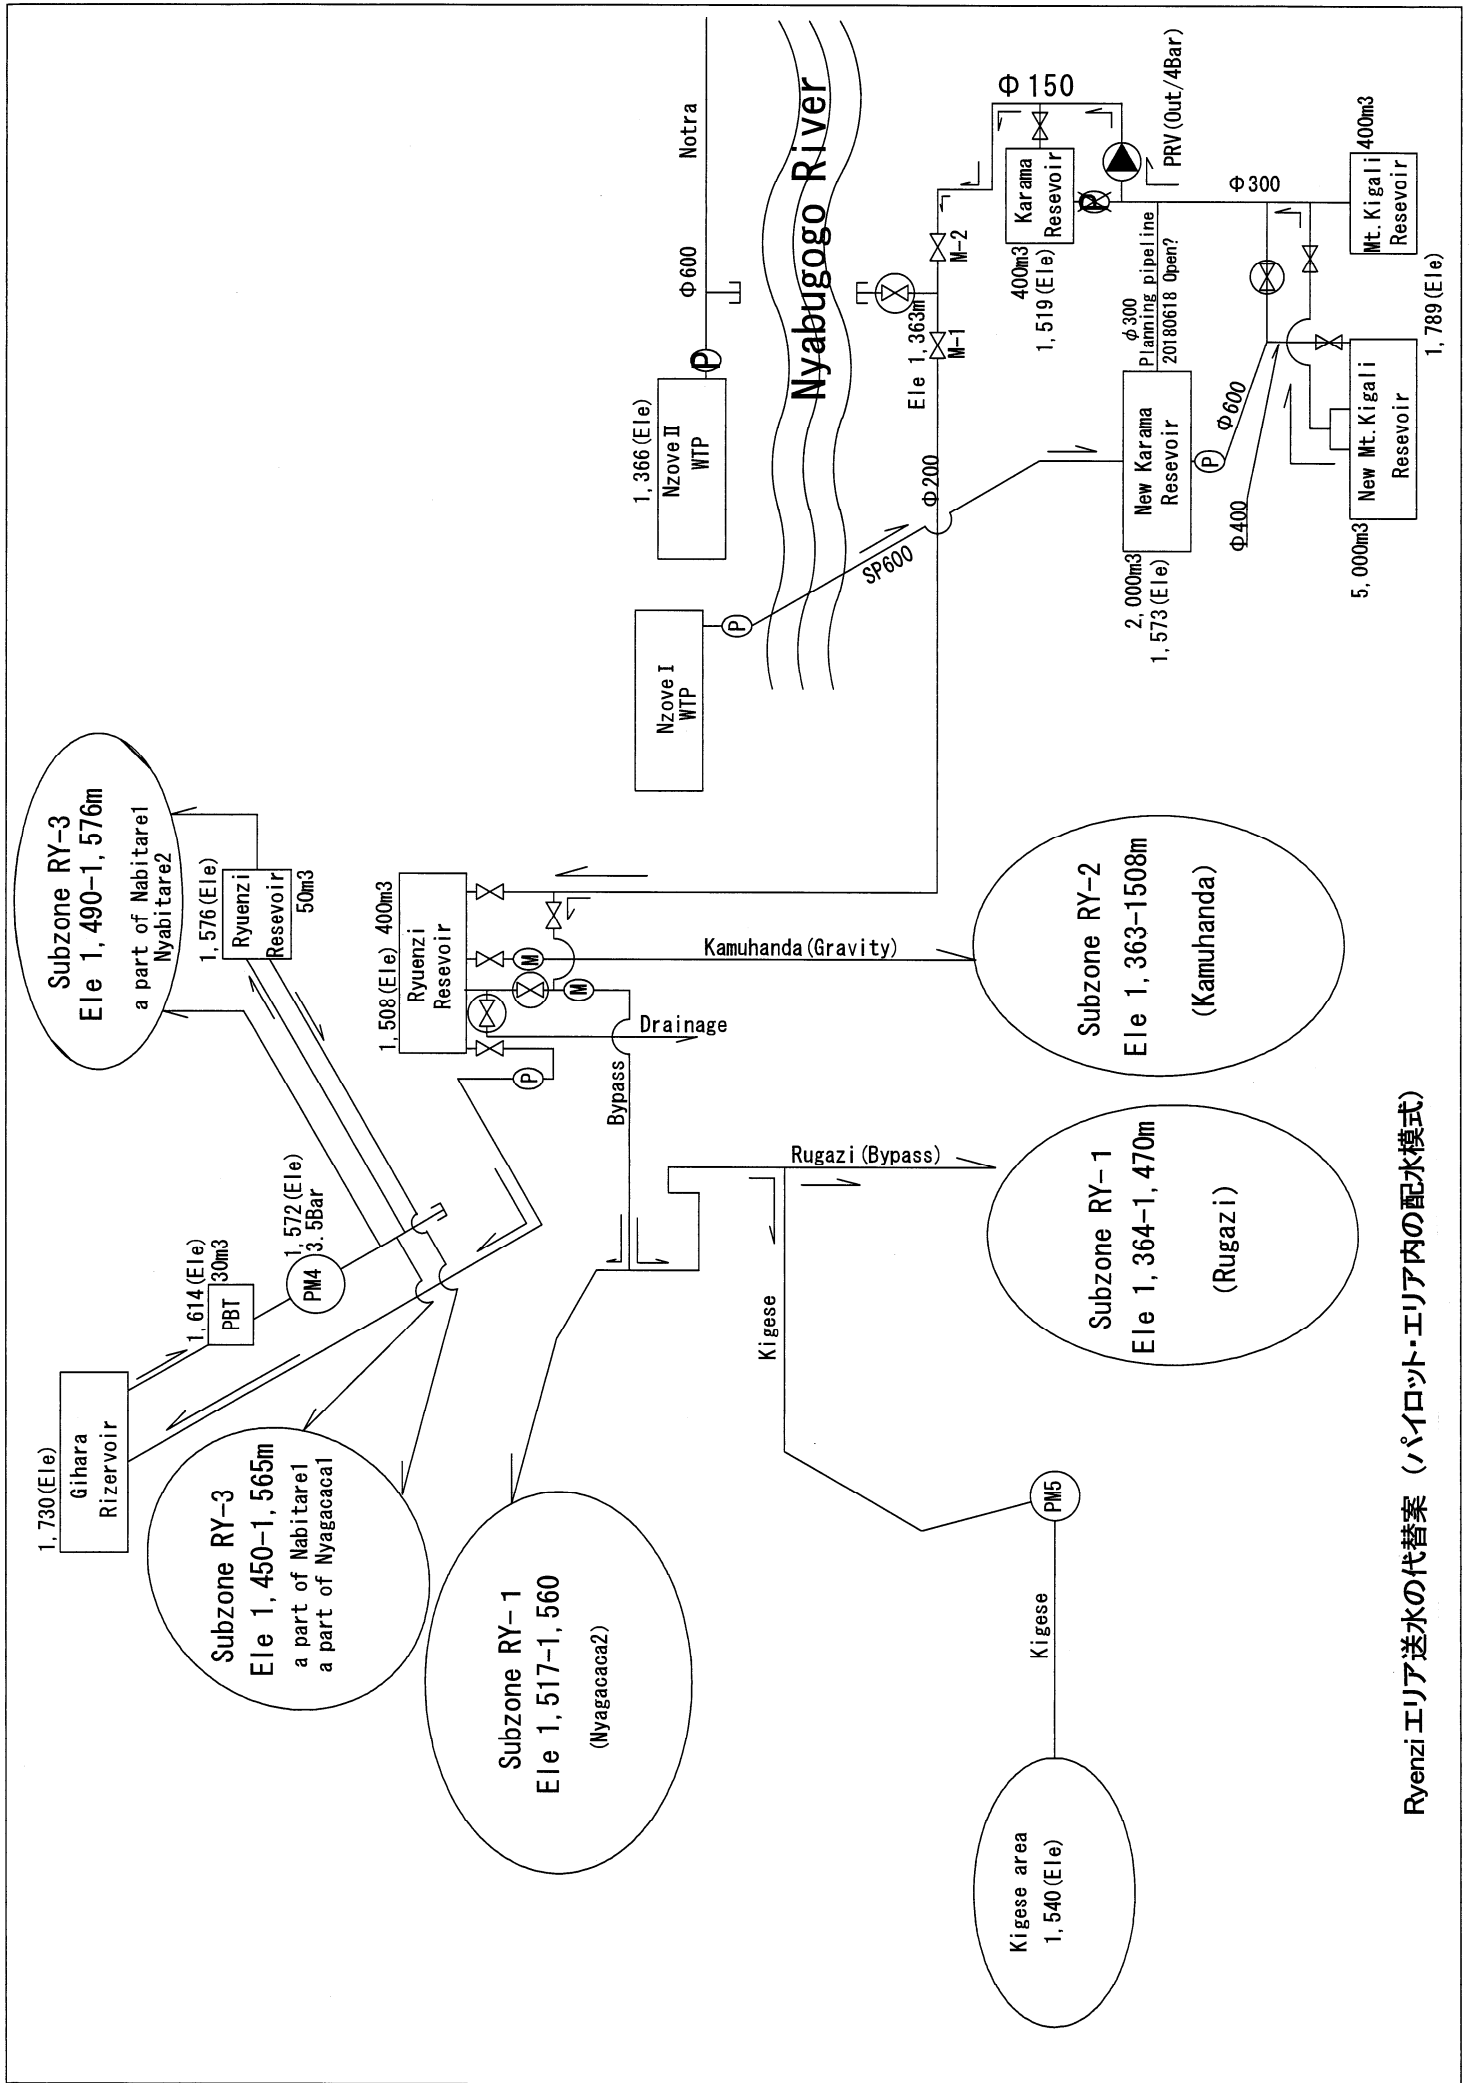 1,730(Ele)
Gihara
Rizervoir
1,614(Ele)
PBT
30m3
PM4
1,572(Ele)
3.5Bar
Subzone RY-3
Ele 1,490-1,576m
a part of Nabitare1
Nyabitare2
1,576(Ele)
Ryuenzi
Resevoir
50m3
Subzone RY-3
Ele 1,450-1,565m
a part of Nabitare1
a part of Nyagacaca1
Subzone RY-1
Ele 1,517-1,560
(Nyagacaca2)
1,508(Ele)
400m3
Ryuenzi
Resevoir
P
M
M
Bypass
Drainage
Kamuhanda(Gravity)
Rugazi(Bypass)
Kigese
Kigese
PM5
Kigese area
1,540(Ele)
Subzone RY-1
Ele 1,364-1,470m
(Rugazi)
Subzone RY-2
Ele 1,363-1508m
(Kamuhanda)
Nzove I
WTP
P
SP600
1,366(Ele)
Nzove II
WTP
P
Φ600
Notra
Nyabugogo River
Φ200
Ele 1,363m
M-1
M-2
Φ150
Karama
Resevoir
400m3
1,519(Ele)
P
PRV(Out/4Bar)
φ300
Planning pipeline
20180618 Open?
New Karama
Resevoir
2,000m3
1,573(Ele)
P
Φ600
Φ400
Φ300
New Mt.Kigali
Resevoir
5,000m3
1,789(Ele)
Mt.Kigali
Resevoir
400m3
Ryenzi エリア送水の代替案 (パイロット・エリア内の配水模式)